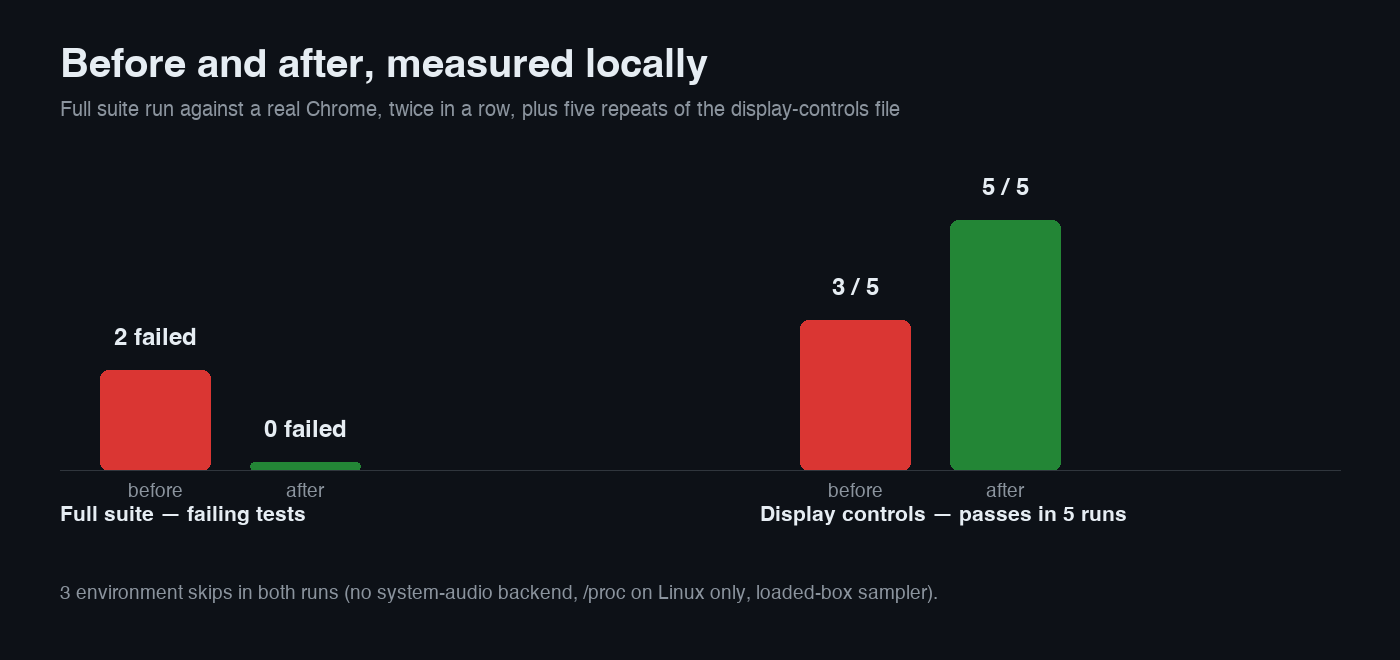 Before and after, measured locally
Full suite run against a real Chrome, twice in a row, plus five repeats of the display-controls file
5 / 5
3 / 5
2 failed
0 failed
before
after
before
after
Full suite — failing tests
Display controls — passes in 5 runs
3 environment skips in both runs (no system-audio backend, /proc on Linux only, loaded-box sampler).